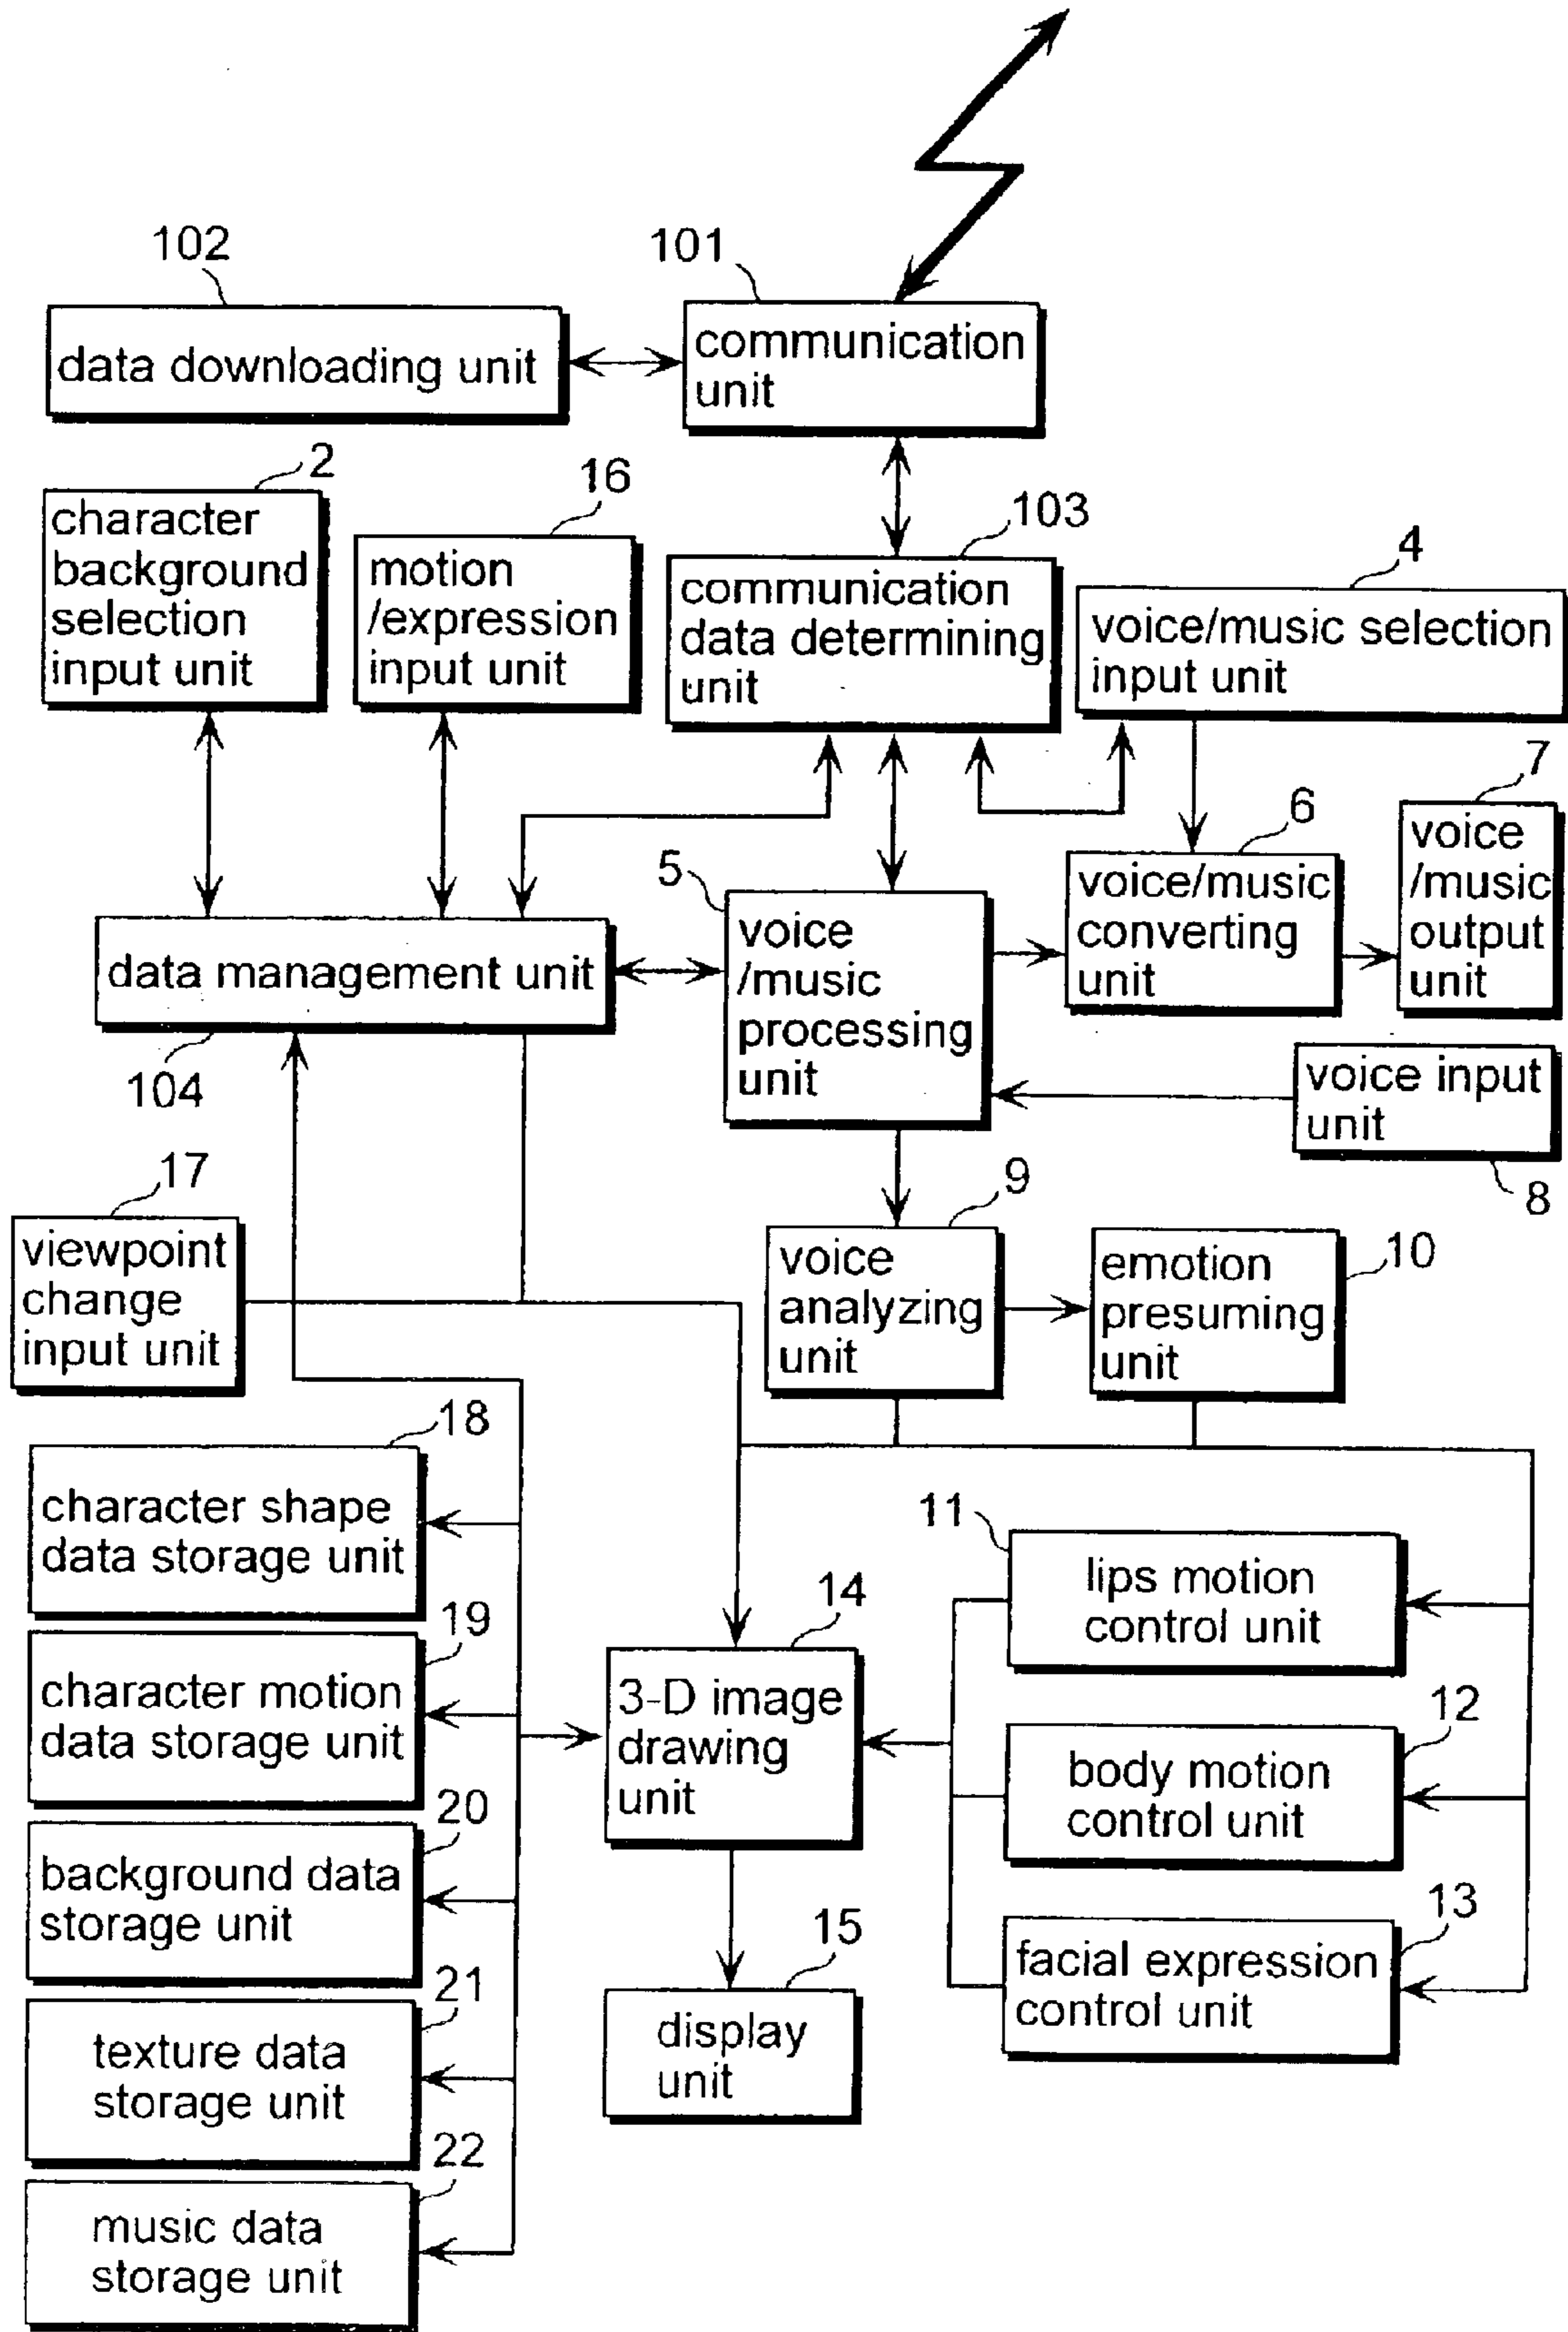 102
101
data downloading unit
communication
unit
2
16
103
4
character
background
selection
input unit
motion
/expression
input unit
communication
data determining
unit
voice/music selection
input unit
5
6
7
data management unit
104
voice
/music
processing
unit
voice/music
converting
unit
voice
/music
output
unit
voice input
unit
8
17
9
10
viewpoint
change
input unit
voice
analyzing
unit
emotion
presuming
unit
18
character shape
data storage unit
19
character motion
data storage unit
20
background data
storage unit
21
texture data
storage unit
22
music data
storage unit
14
3-D image
drawing
unit
15
display
unit
11
lips motion
control unit
12
body motion
control unit
13
facial expression
control unit